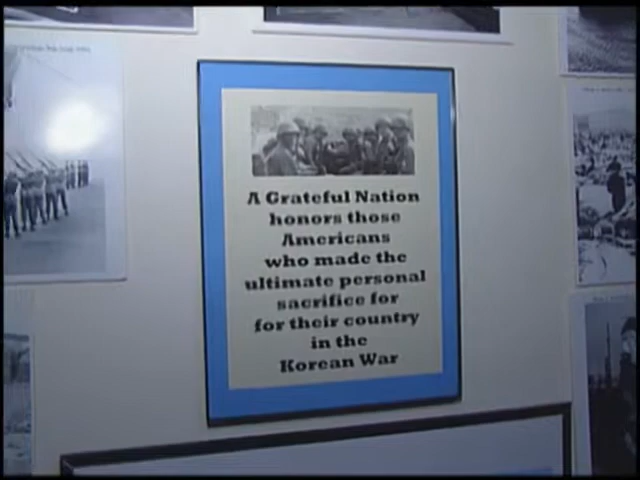 A Grateful Nation
honors those
Americans
who made the
ultimate personal
sacrifice for
for their country
in the
Korean War